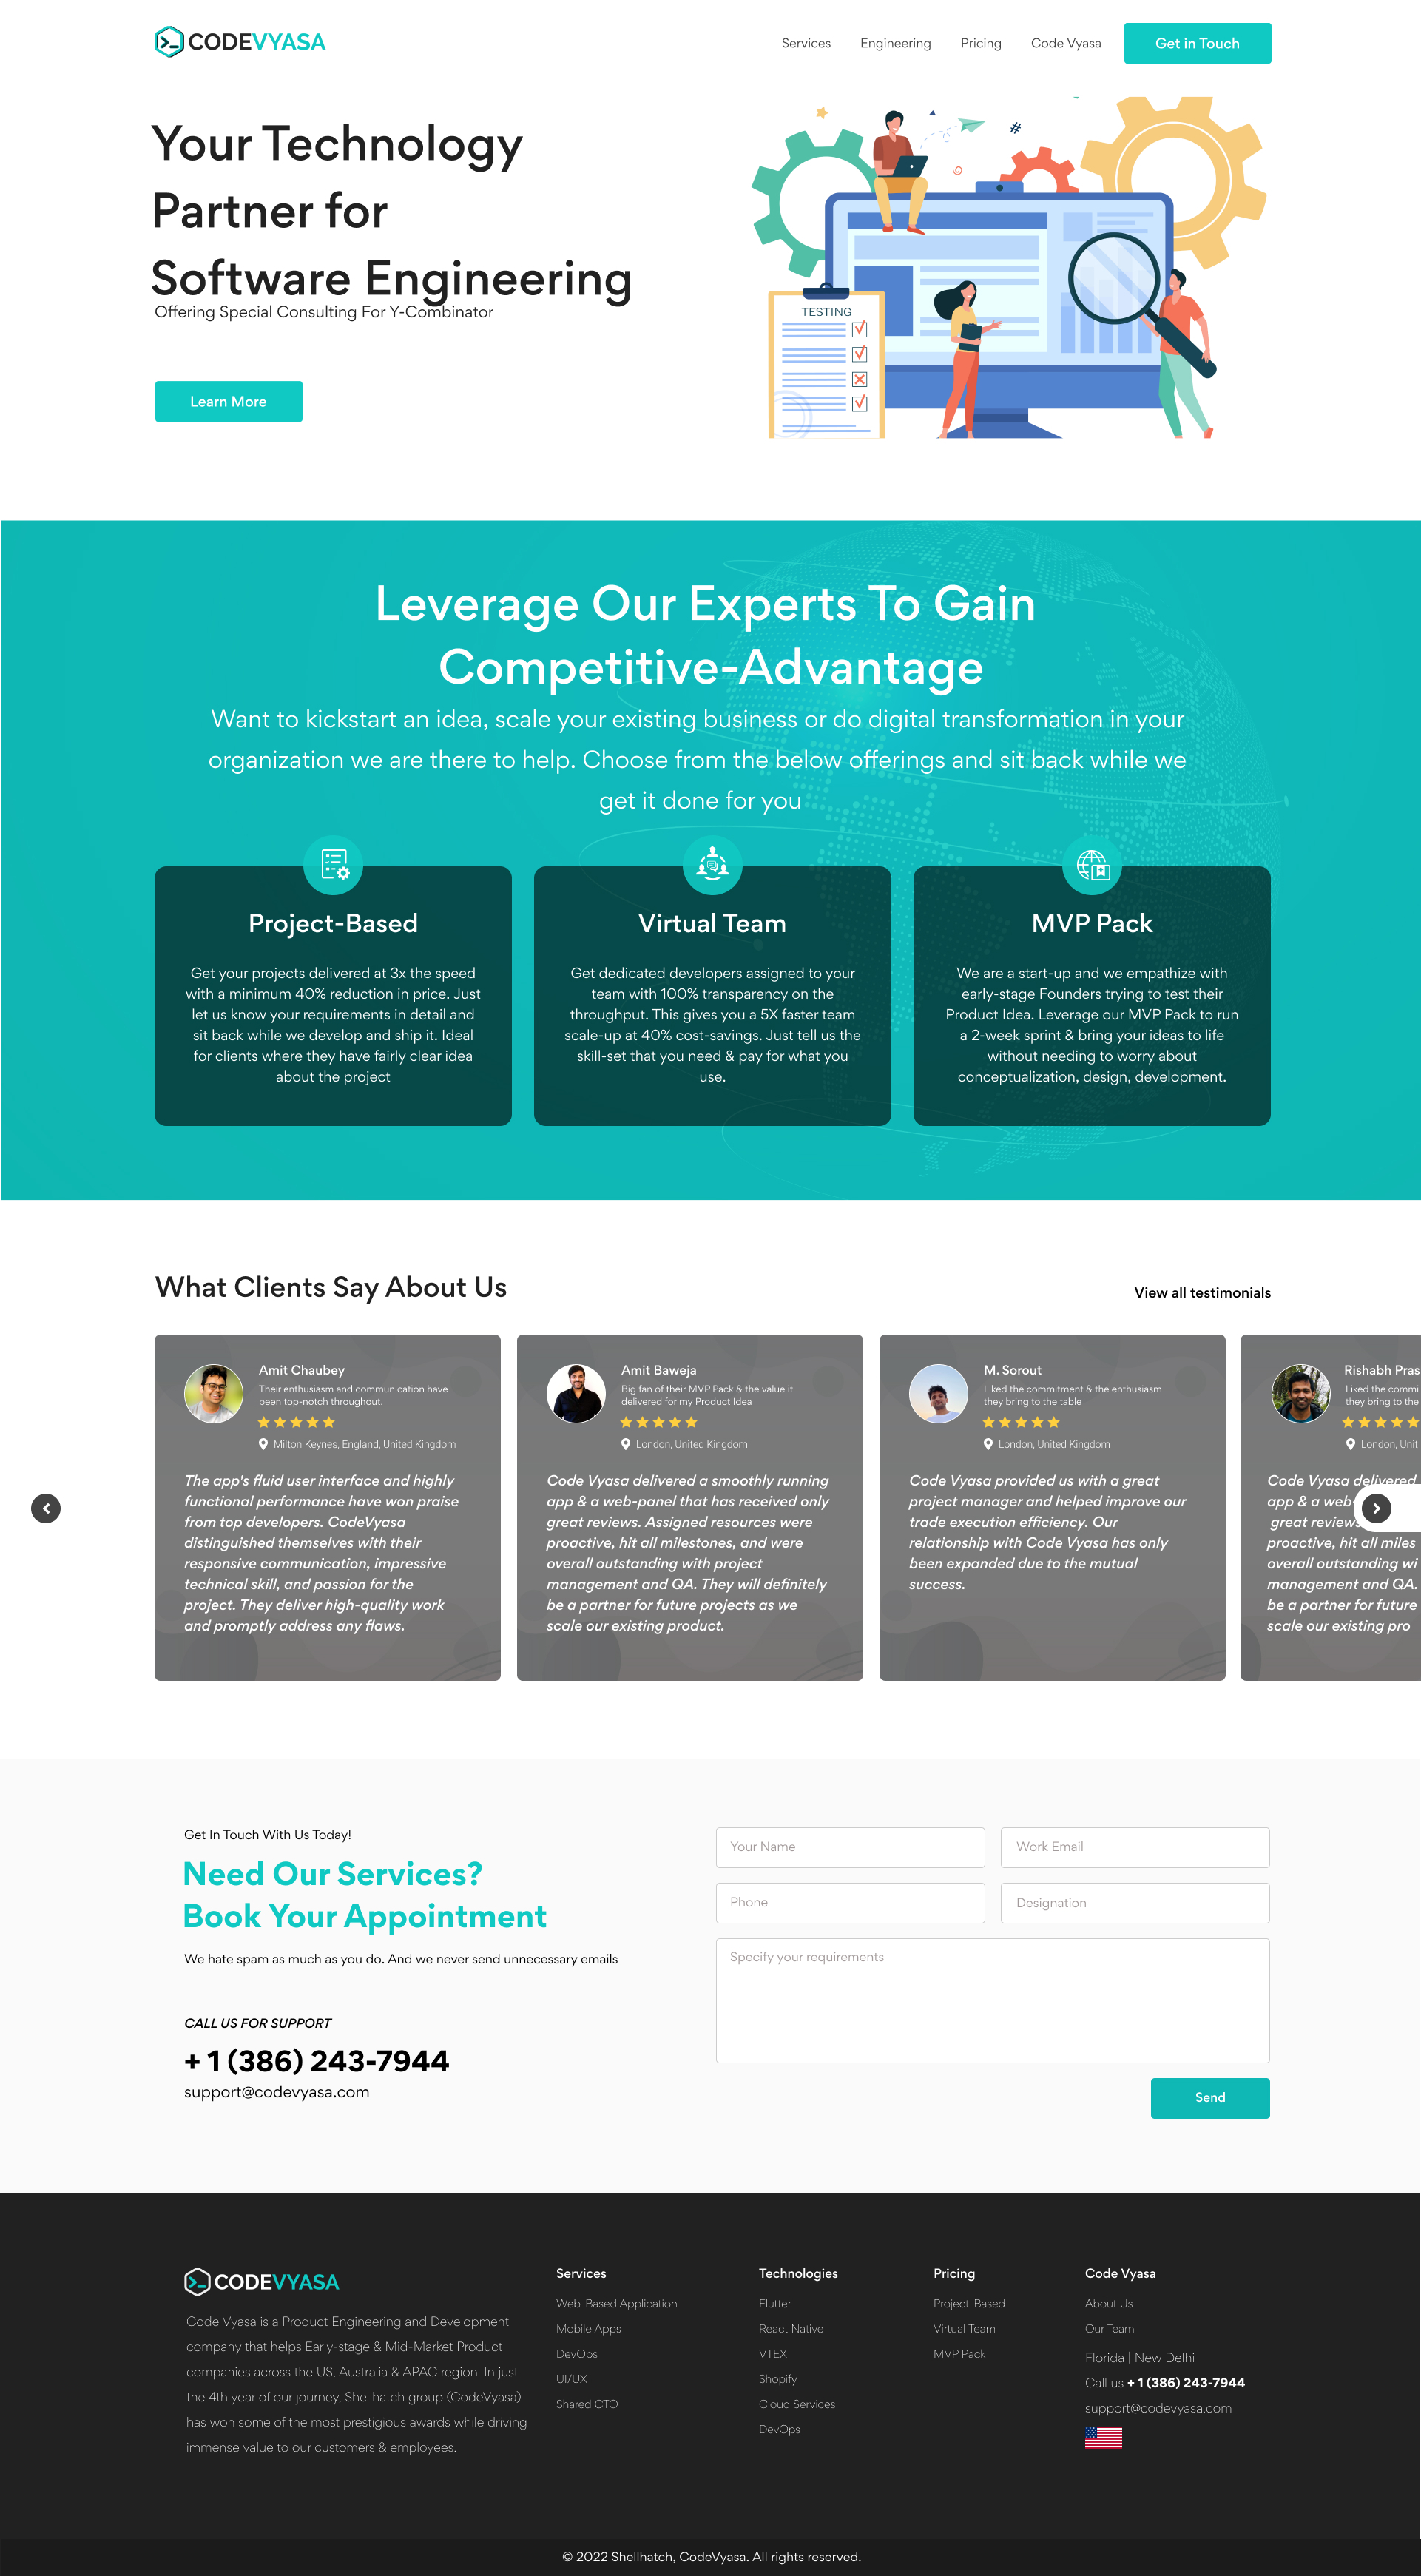 CODEVYASA
Services
Engineering
Pricing
Code Vyasa
Get in Touch
Your Technology
Partner for
Software Engineering
Offering Special Consulting For Y-Combinator
Learn More
#
TESTING
Leverage Our Experts To Gain
Competitive-Advantage
Want to kickstart an idea, scale your existing business or do digital transformation in your
organization we are there to help. Choose from the below offerings and sit back while we
get it done for you
Project-Based
Get your projects delivered at 3x the speed
with a minimum 40% reduction in price. Just
let us know your requirements in detail and
sit back while we develop and ship it. Ideal
for clients where they have fairly clear idea
about the project
Virtual Team
Get dedicated developers assigned to your
team with 100% transparency on the
throughput. This gives you a 5X faster team
scale-up at 40% cost-savings. Just tell us the
skill-set that you need & pay for what you
use.
MVP Pack
We are a start-up and we empathize with
early-stage Founders trying to test their
Product Idea. Leverage our MVP Pack to run
a 2-week sprint & bring your ideas to life
without needing to worry about
conceptualization, design, development.
What Clients Say About Us
View all testimonials
Amit Chaubey
Their enthusiasm and communication have
been top-notch throughout.
Milton Keynes, England, United Kingdom
The app's fluid user interface and highly
functional performance have won praise
from top developers. CodeVyasa
distinguished themselves with their
responsive communication, impressive
technical skill, and passion for the
project. They deliver high-quality work
and promptly address any flaws.
Amit Baweja
Big fan of their MVP Pack & the value it
delivered for my Product Idea
London, United Kingdom
Code Vyasa delivered a smoothly running
app & a web-panel that has received only
great reviews. Assigned resources were
proactive, hit all milestones, and were
overall outstanding with project
management and QA. They will definitely
be a partner for future projects as we
scale our existing product.
M. Sorout
Liked the commitment & the enthusiasm
they bring to the table
London, United Kingdom
Code Vyasa provided us with a great
project manager and helped improve our
trade execution efficiency. Our
relationship with Code Vyasa has only
been expanded due to the mutual
success.
Rishabh Pras
Liked the commi
they bring to the
London, Unit
Code Vyasa delivered
app & a web
great reviews
proactive, hit all miles
overall outstanding wi
management and QA.
be a partner for future
scale our existing pro
Get In Touch With Us Today!
Need Our Services?
Book Your Appointment
We hate spam as much as you do. And we never send unnecessary emails
CALL US FOR SUPPORT
+ 1 (386) 243-7944
support@codevyasa.com
Your Name
Work Email
Phone
Designation
Specify your requirements
Send
CODEVYASA
Code Vyasa is a Product Engineering and Development
company that helps Early-stage & Mid-Market Product
companies across the US, Australia & APAC region. In just
the 4th year of our journey, Shellhatch group (CodeVyasa)
has won some of the most prestigious awards while driving
immense value to our customers & employees.
Services
Web-Based Application
Mobile Apps
DevOps
UI/UX
Shared CTO
Technologies
Flutter
React Native
VTEX
Shopify
Cloud Services
DevOps
Pricing
Project-Based
Virtual Team
MVP Pack
Code Vyasa
About Us
Our Team
Florida | New Delhi
Call us + 1 (386) 243-7944
support@codevyasa.com
© 2022 Shellhatch, CodeVyasa. All rights reserved.